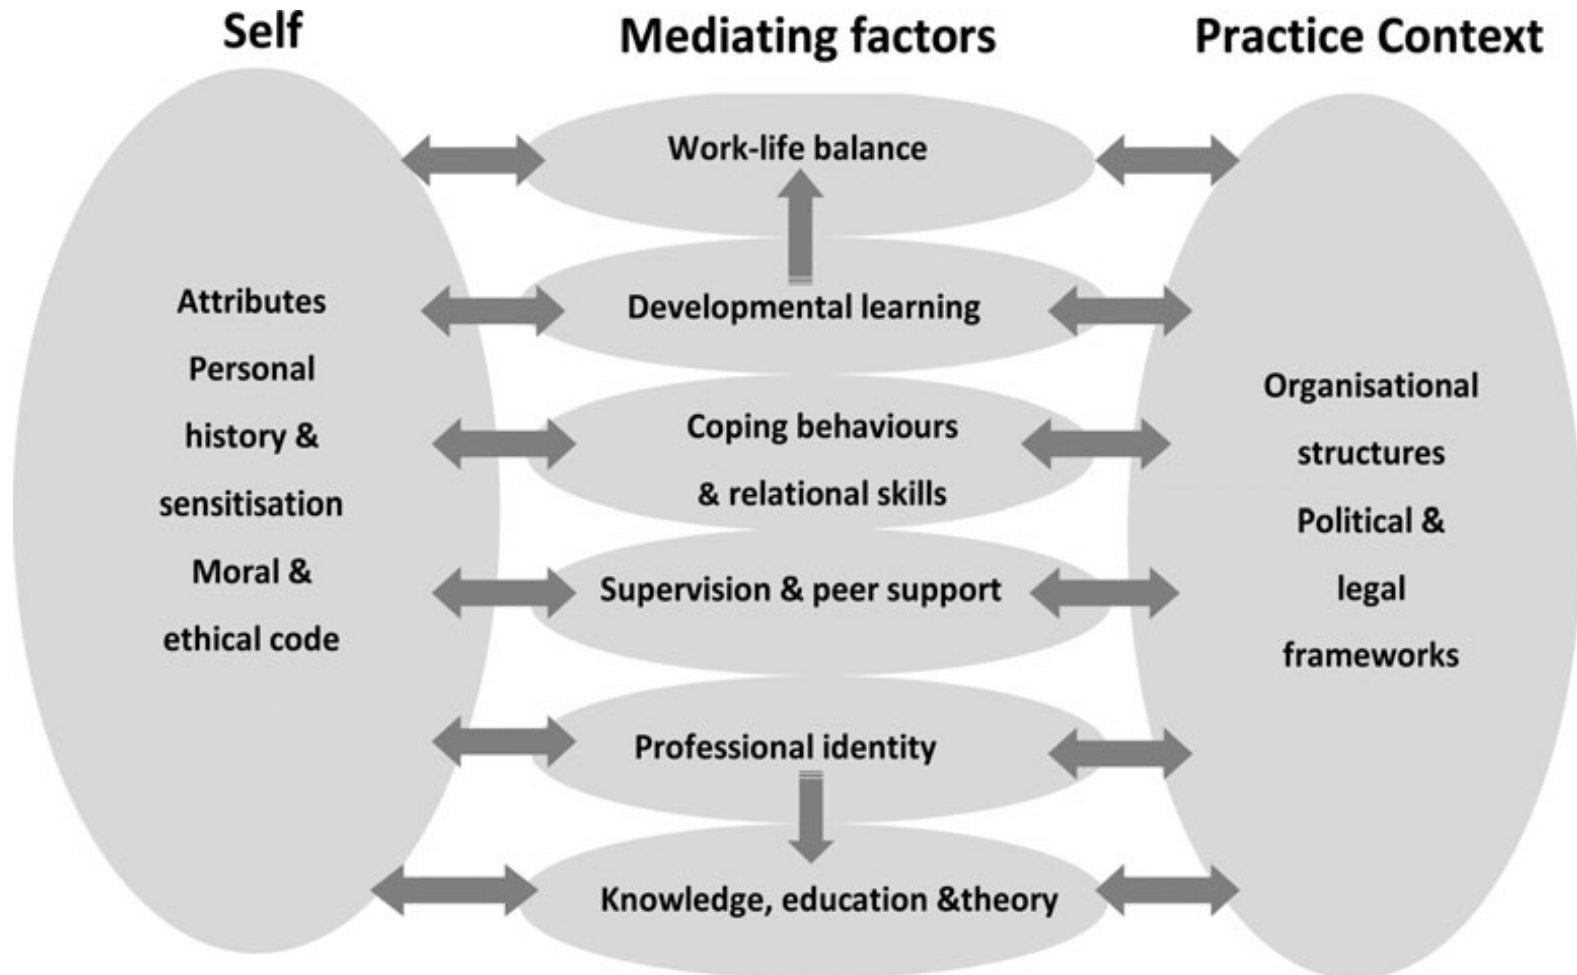 Self
Mediating factors
Practice Context
Attributes
Personal
history &
sensitisation
Moral &
ethical code
Work-life balance
Developmental learning
Coping behaviours
& relational skills
Supervision & peer support
Professional identity
Knowledge, education &theory
Organisational
structures
Political &
legal
frameworks